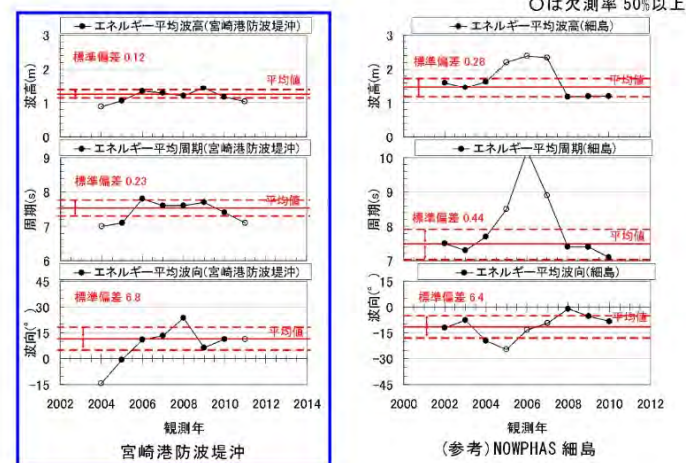 ○は欠測率 50%以上
エネルギー平均波高(宮崎港防波堤沖)
標準偏差 0.12
平均値
波高(m)
3
2
1
0
エネルギー平均周期(宮崎港防波堤沖)
標準偏差 0.23
平均値
周期(s)
9
8
7
6
エネルギー平均波向(宮崎港防波堤沖)
標準偏差 6.8
平均値
波向(°)
45
30
15
0
-15
2002 2004 2006 2008 2010 2012 2014
観測年
宮崎港防波堤沖
エネルギー平均波高(細島)
標準偏差 0.28
平均値
波高(m)
3
2
1
0
エネルギー平均周期(細島)
標準偏差 0.44
平均値
周期(s)
10
9
8
7
エネルギー平均波向(細島)
標準偏差 6.4
平均値
波向(°)
15
0
-15
-30
-45
2000 2002 2004 2006 2008 2010 2012
観測年
(参考)NOWPHAS 細島